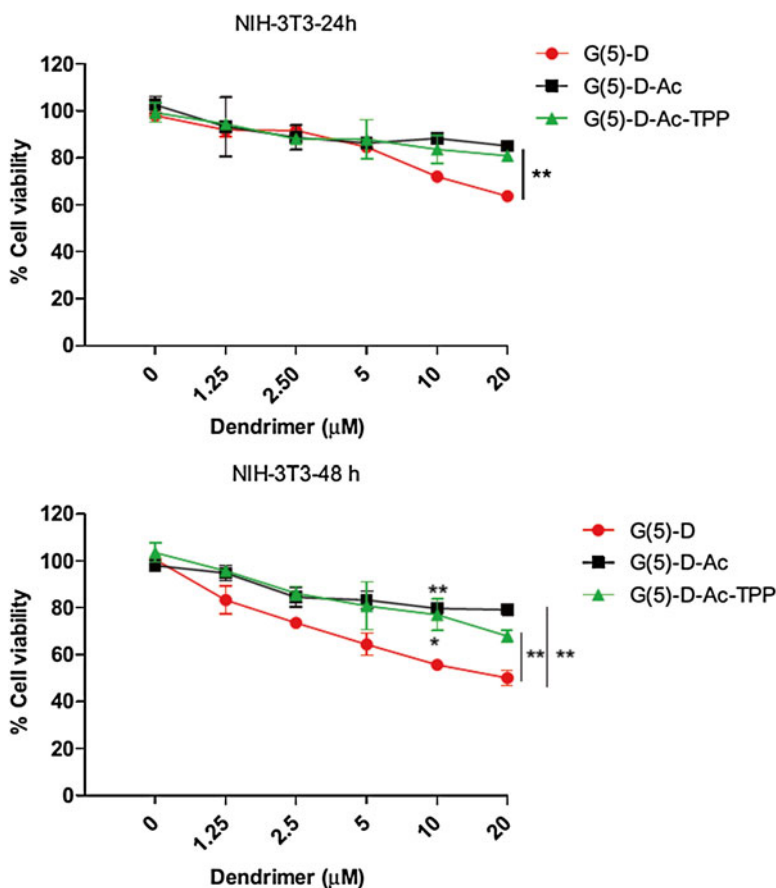 NIH-3T3-24h
G(5)-D
G(5)-D-Ac
G(5)-D-Ac-TPP
120
100
80
60
40
20
0
% Cell viability
**
0
1.25
2.50
5
10
20
Dendrimer (μM)
NIH-3T3-48 h
G(5)-D
G(5)-D-Ac
G(5)-D-Ac-TPP
120
100
80
60
40
20
0
% Cell viability
**
*
** **
0
1.25
2.5
5
10
20
Dendrimer (μM)